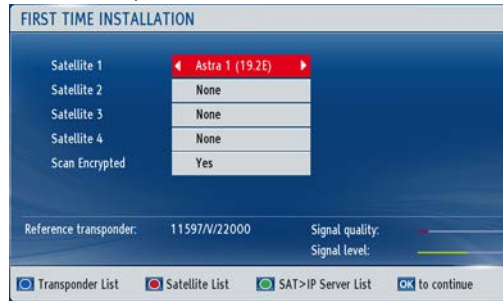 FIRST TIME INSTALLATION
Satellite 1 Astra 1 (19.2E)
Satellite 2 None
Satellite 3 None
Satellite 4 None
Scan Encrypted Yes
Reference transponder: 11597/V/22000 Signal quality:
Signal level:
Transponder List Satellite List SAT>IP Server List OK to continue